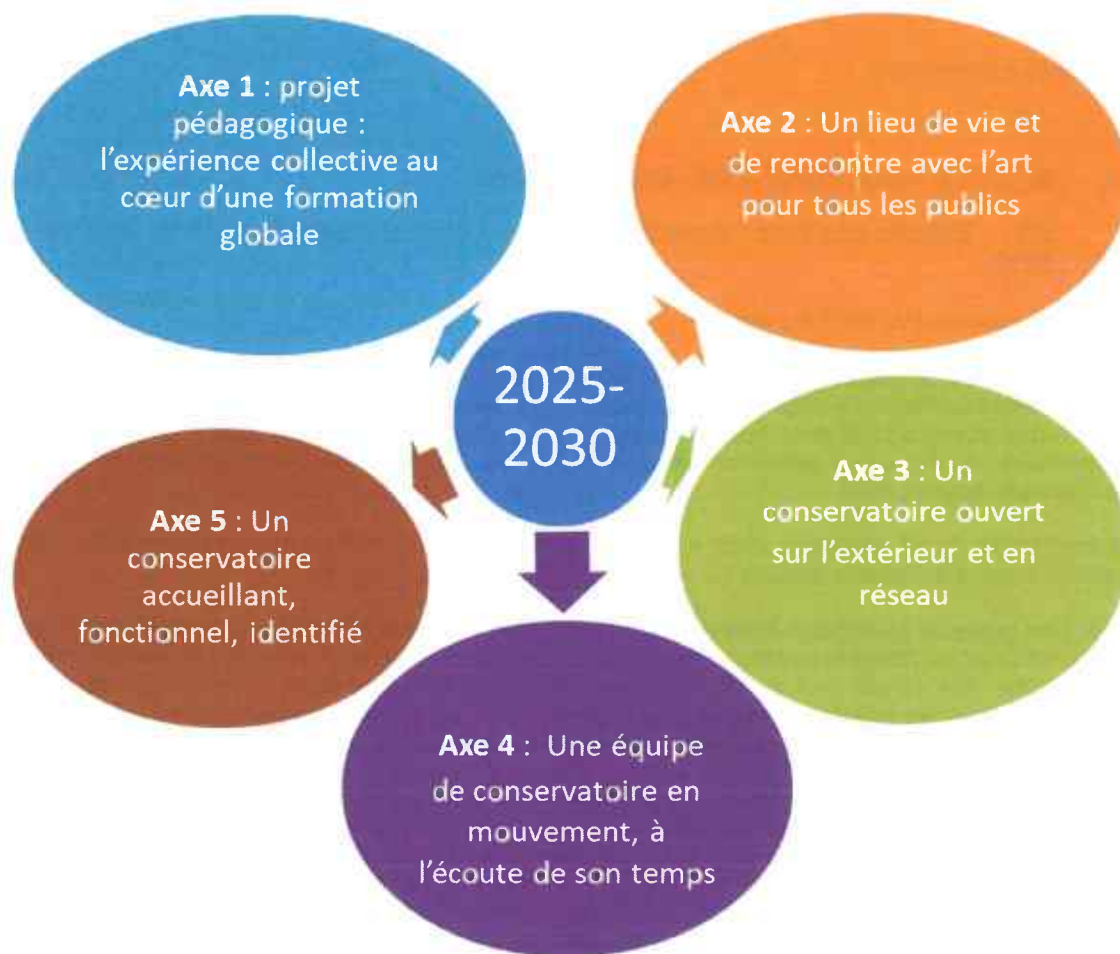 Axe 1 : projet
pédagogique :
l'expérience collective au
cœur d'une formation
globale
Axe 2 : Un lieu de vie et
de rencontre avec l'art
pour tous les publics
2025-
2030
Axe 3 : Un
conservatoire ouvert
sur l'extérieur et en
réseau
Axe 5 : Un
conservatoire
accueillant,
fonctionnel, identifié
Axe 4 : Une équipe
de conservatoire en
mouvement, à
l'écoute de son temps